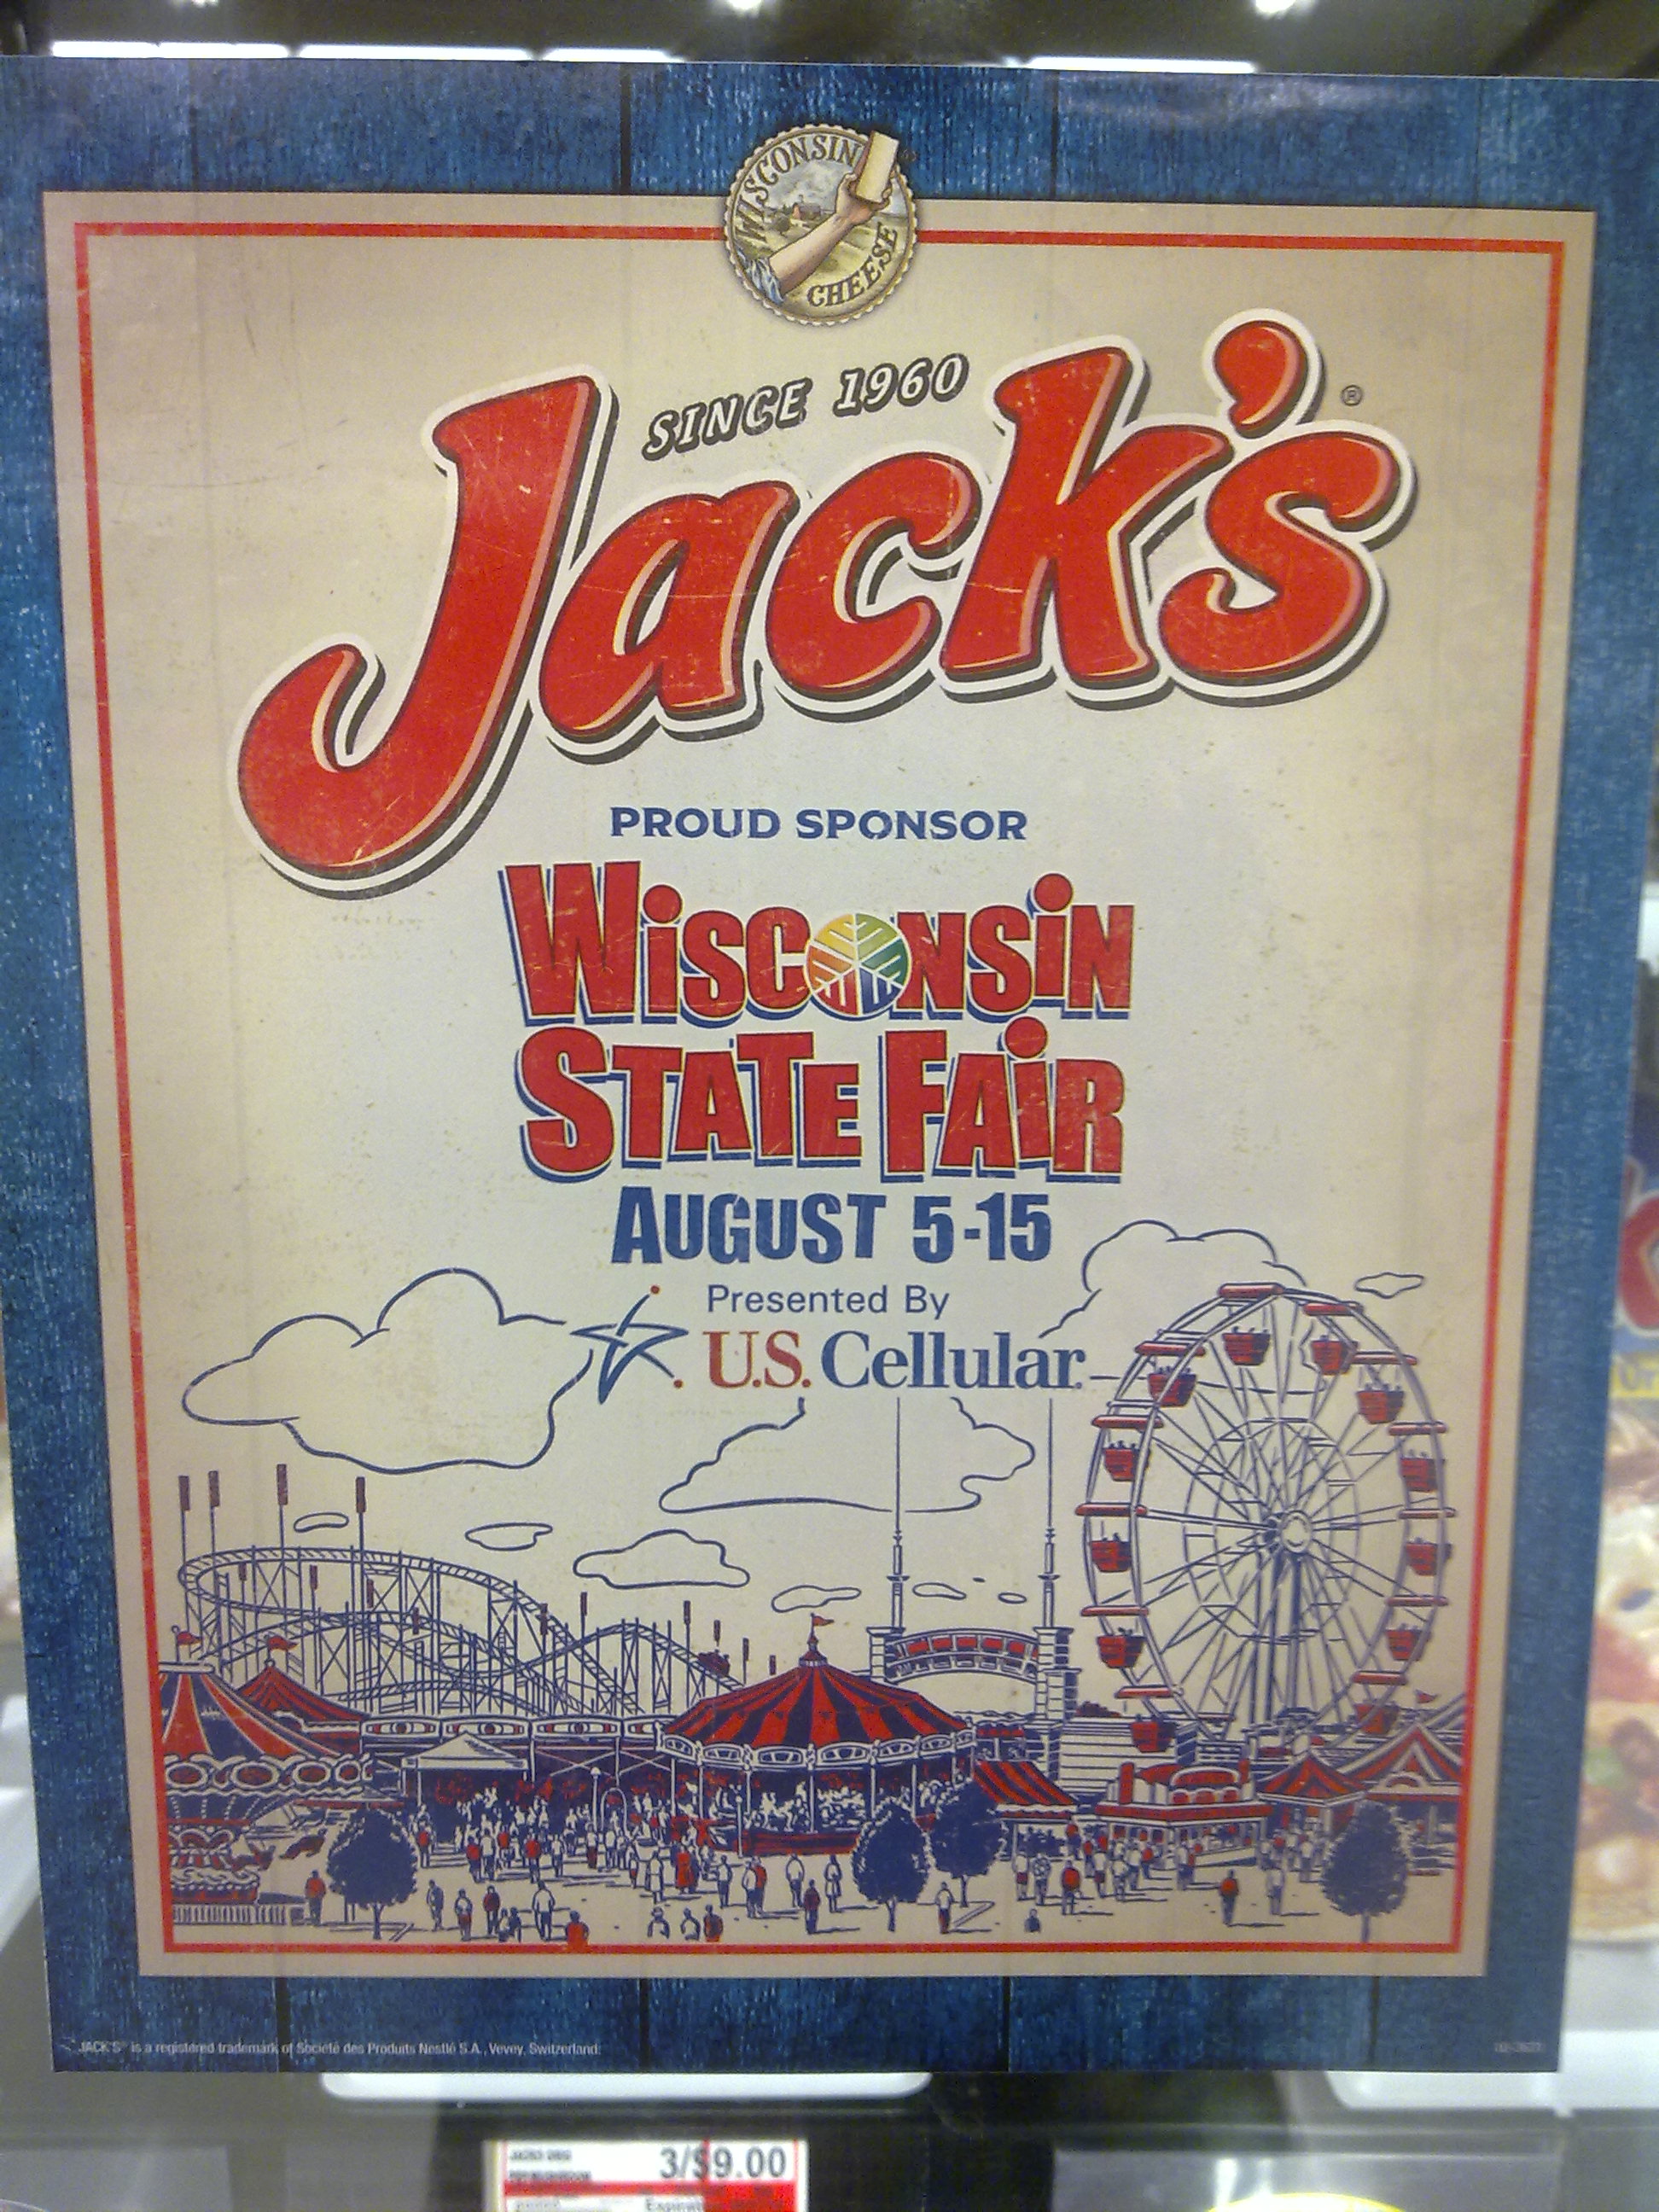 WISCONSIN
CHEESE
SINCE 1960
Jack's®
PROUD SPONSOR
WISCONSIN
STATE FAIR
AUGUST 5-15
Presented By
U.S. Cellular
JACK'S® is a registered trademark of Société des Produits Nestlé S.A., Vevey, Switzerland.
3/$9.00